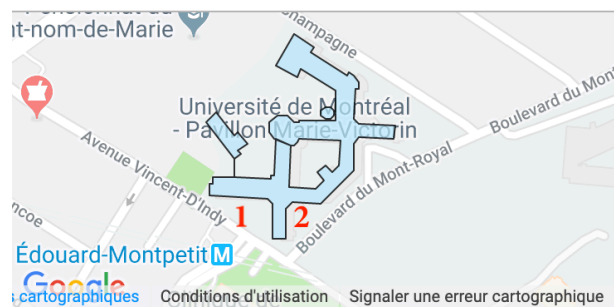 nt-nom-de-Marie
Champagne
Université de Montréal
- Pavillon Marie-Victorin
Boulevard du Mont
Avenue Vincent-D'Indy
Boulevard du Mont-Royal
ncoe
1
2
Édouard-Montpetit M
Google
s cartographiques Conditions d'utilisation Signaler une erreur cartographique